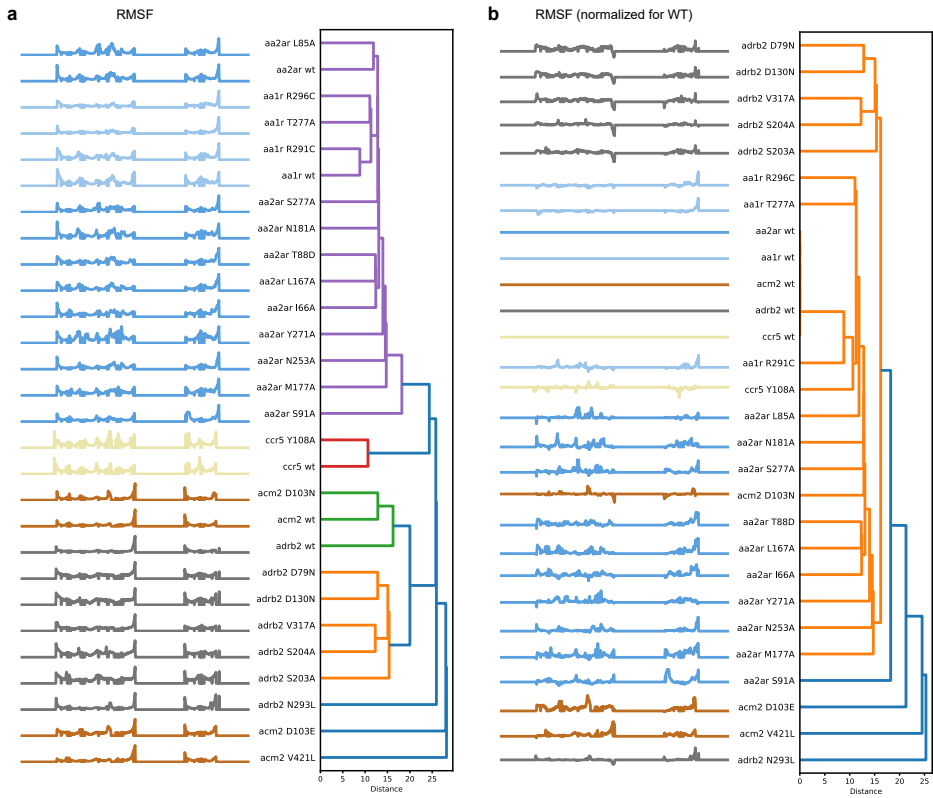 a
RMSF
aa2ar L85A
aa2ar wt
aa1r R296C
aa1r T277A
aa1r R291C
aa1r wt
aa2ar S277A
aa2ar N181A
aa2ar T88D
aa2ar L167A
aa2ar I66A
aa2ar Y271A
aa2ar N253A
aa2ar M177A
aa2ar S91A
ccr5 Y108A
ccr5 wt
acm2 D103N
acm2 wt
adrb2 wt
adrb2 D79N
adrb2 D130N
adrb2 V317A
adrb2 S204A
adrb2 S203A
adrb2 N293L
acm2 D103E
acm2 V421L
0 5 10 15 20 25
Distance
b
RMSF (normalized for WT)
adrb2 D79N
adrb2 D130N
adrb2 V317A
adrb2 S204A
adrb2 S203A
aa1r R296C
aa1r T277A
aa2ar wt
aa1r wt
acm2 wt
adrb2 wt
ccr5 wt
aa1r R291C
ccr5 Y108A
aa2ar L85A
aa2ar N181A
aa2ar S277A
acm2 D103N
aa2ar T88D
aa2ar L167A
aa2ar I66A
aa2ar Y271A
aa2ar N253A
aa2ar M177A
aa2ar S91A
acm2 D103E
acm2 V421L
adrb2 N293L
0 5 10 15 20 25
Distance